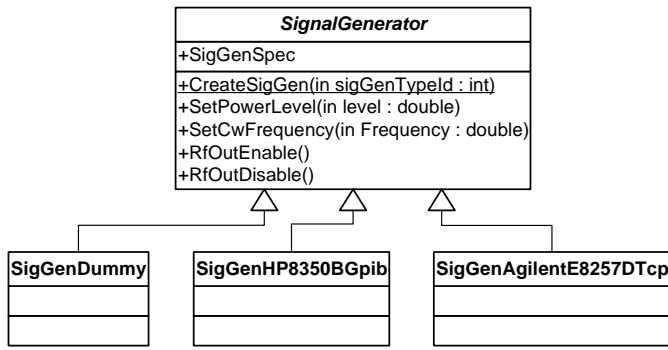 SignalGenerator
+SigGenSpec
+CreateSigGen(in sigGenTypeId : int)
+SetPowerLevel(in level : double)
+SetCwFrequency(in Frequency : double)
+RfOutEnable()
+RfOutDisable()
SigGenDummy
SigGenHP8350BGpib
SigGenAgilentE8257DTcp